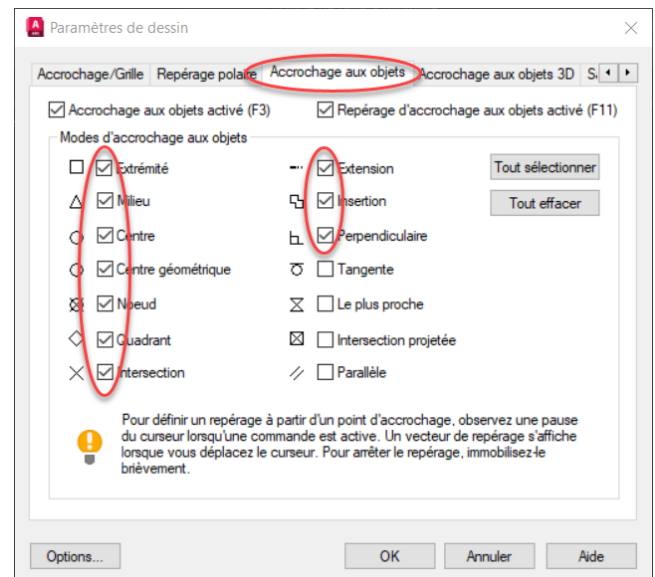 Paramètres de dessin
Accrochage/Grille Repérage polaire Accrochage aux objets Accrochage aux objets 3D S
Accrochage aux objets activé (F3) Repérage d'accrochage aux objets activé (F11)
Modes d'accrochage aux objets
Extrémité Extension Tout sélectionner
Milieu Insertion Tout effacer
Centre Perpendiculaire
Centre géométrique Tangente
Noeud Le plus proche
Quadrant Intersection projetée
Intersection Parallèle
Pour définir un repérage à partir d'un point d'accrochage, observez une pause
du curseur lorsqu'une commande est active. Un vecteur de repérage s'affiche
lorsque vous déplacez le curseur. Pour arrêter le repérage, immobilisez-le
brièvement.
Options... OK Annuler Aide